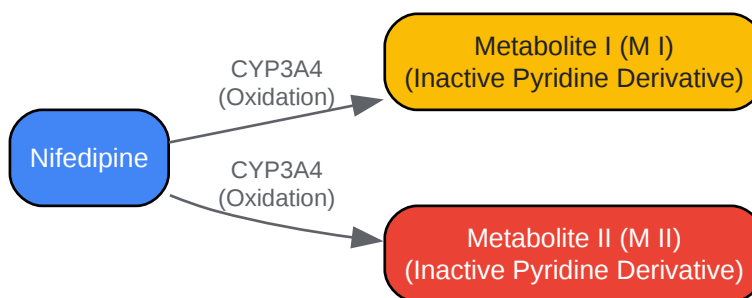 Nifedipine
CYP3A4
(Oxidation)
Metabolite I (M I)
(Inactive Pyridine Derivative)
CYP3A4
(Oxidation)
Metabolite II (M II)
(Inactive Pyridine Derivative)